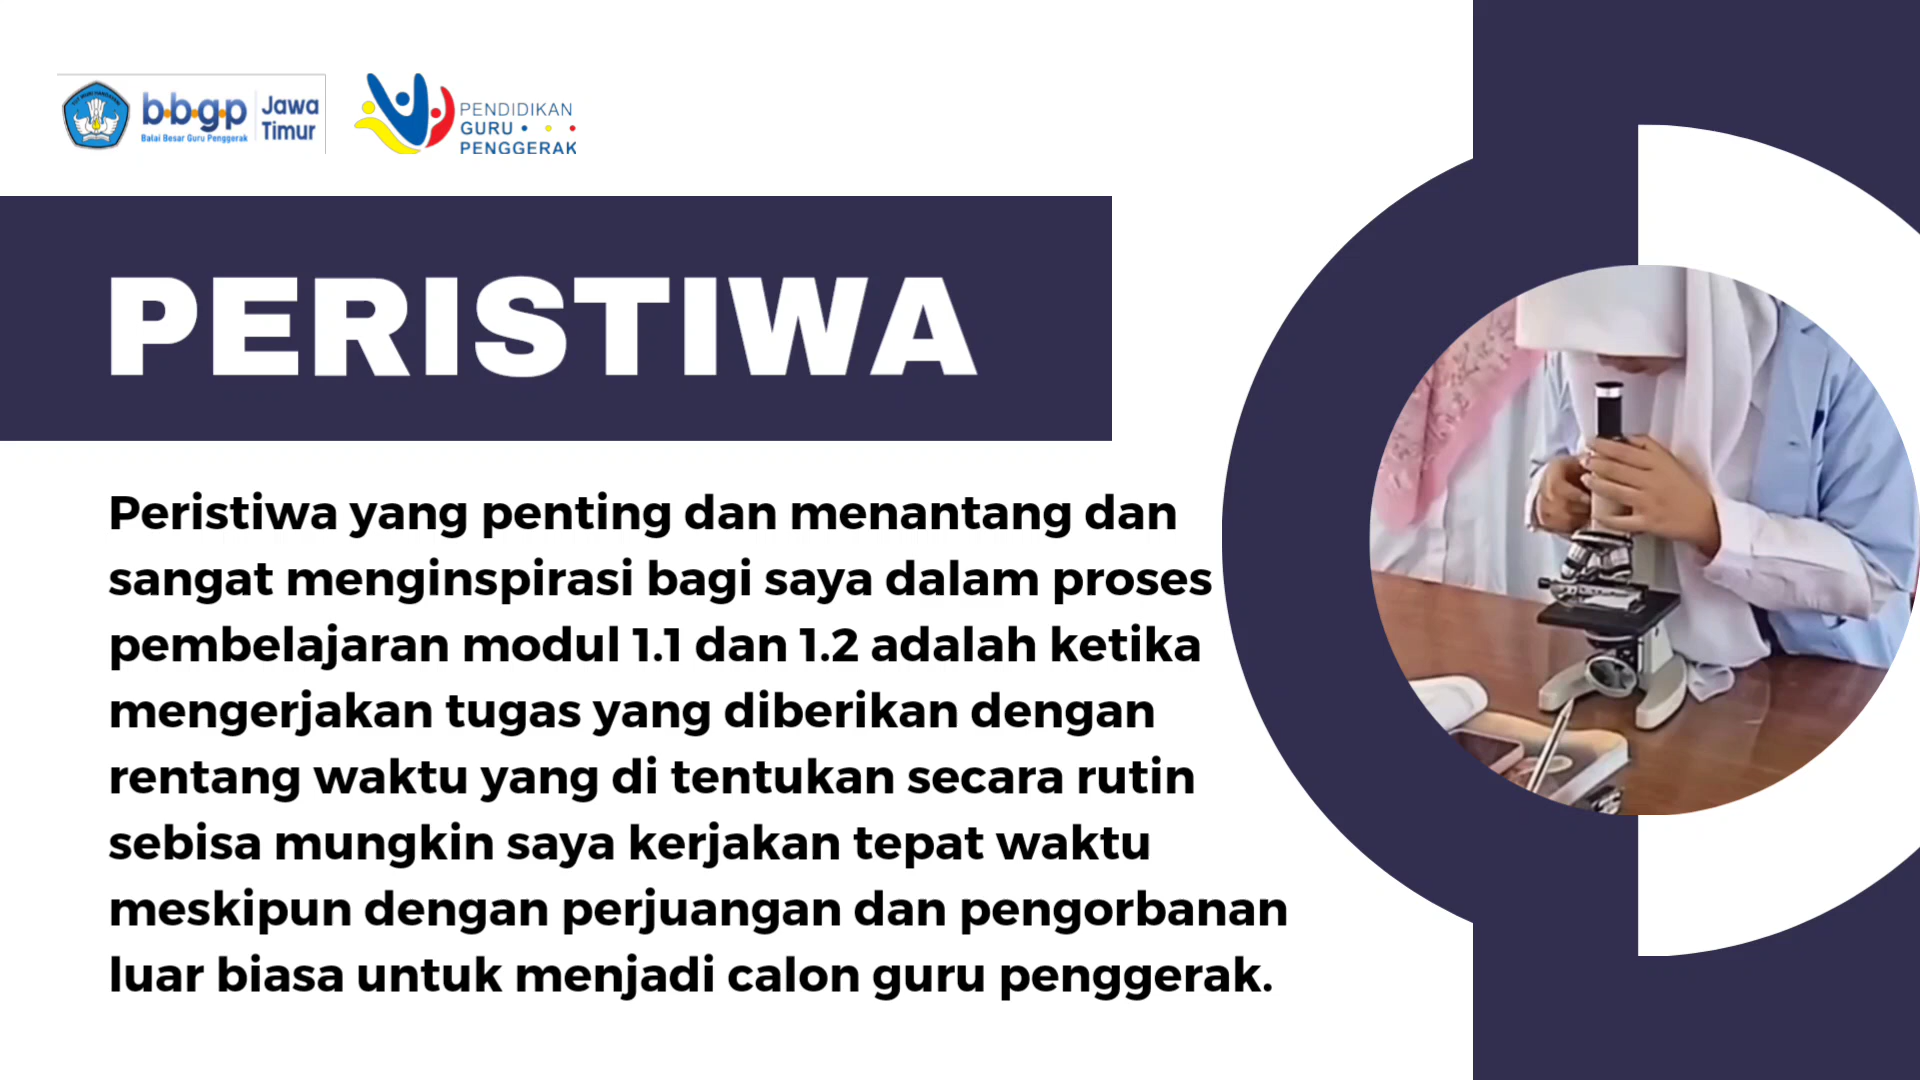 b·b·g·p
Balai Besar Guru Penggerak
Jawa
Timur
PENDIDIKAN
GURU
PENGGERAK
PERISTIWA
Peristiwa yang penting dan menantang dan
sangat menginspirasi bagi saya dalam proses
pembelajaran modul 1.1 dan 1.2 adalah ketika
mengerjakan tugas yang diberikan dengan
rentang waktu yang di tentukan secara rutin
sebisa mungkin saya kerjakan tepat waktu
meskipun dengan perjuangan dan pengorbanan
luar biasa untuk menjadi calon guru penggerak.